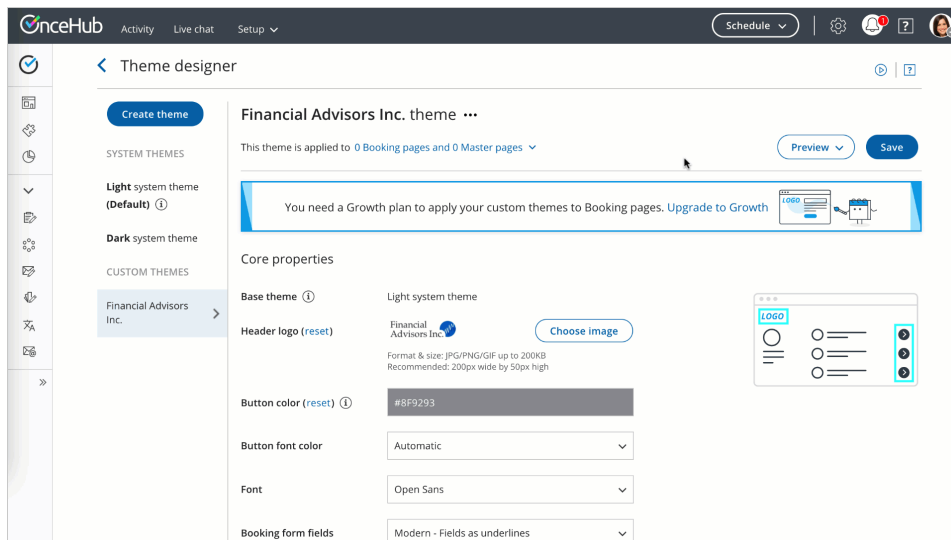 OnceHub
Activity Live chat Setup
Schedule
1
?
Theme designer
?
Create theme
SYSTEM THEMES
Light system theme
(Default) i
Dark system theme
CUSTOM THEMES
Financial Advisors
Inc.
Financial Advisors Inc. theme
This theme is applied to 0 Booking pages and 0 Master pages
Preview
Save
You need a Growth plan to apply your custom themes to Booking pages. Upgrade to Growth
LOGO
Core properties
Base theme i
Light system theme
Header logo (reset)
Financial
Advisors Inc.
Choose image
Format & size: JPG/PNG/GIF up to 200KB
Recommended: 200px wide by 50px high
LOGO
Button color (reset) i
#8F9293
Button font color
Automatic
Font
Open Sans
Booking form fields
Modern - Fields as underlines